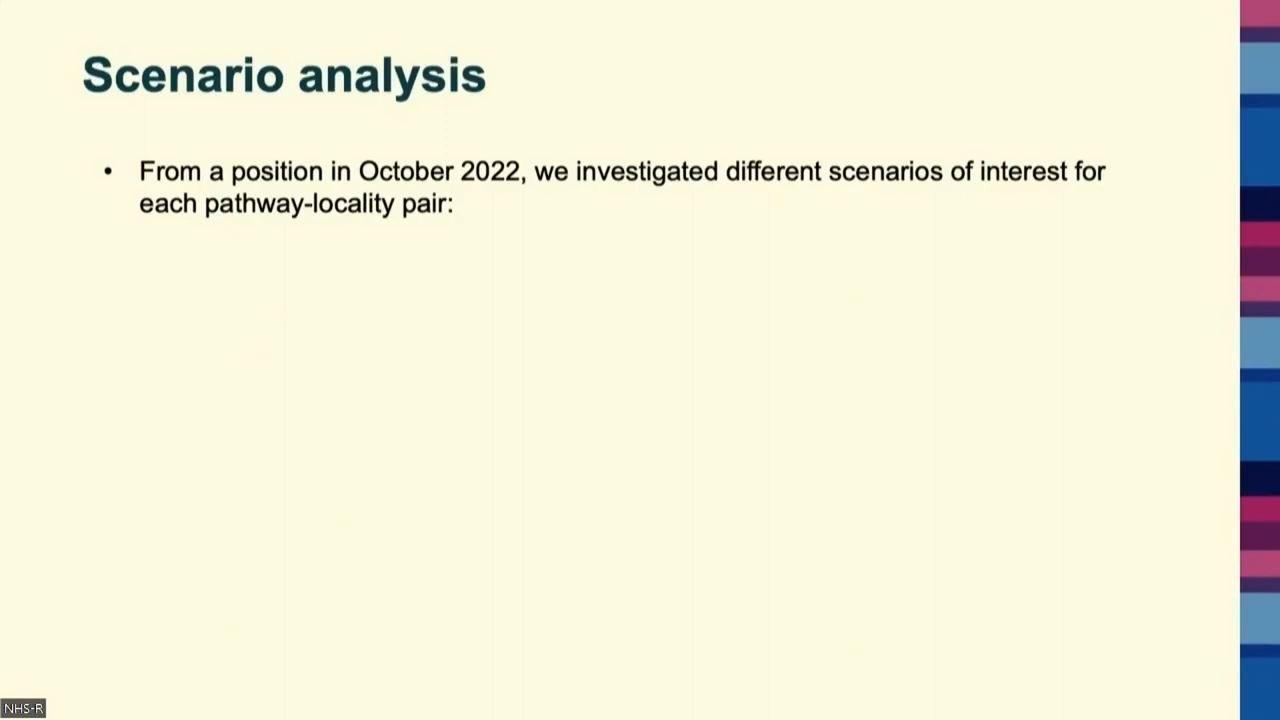 Scenario analysis
• From a position in October 2022, we investigated different scenarios of interest for
each pathway-locality pair:
NHS-R